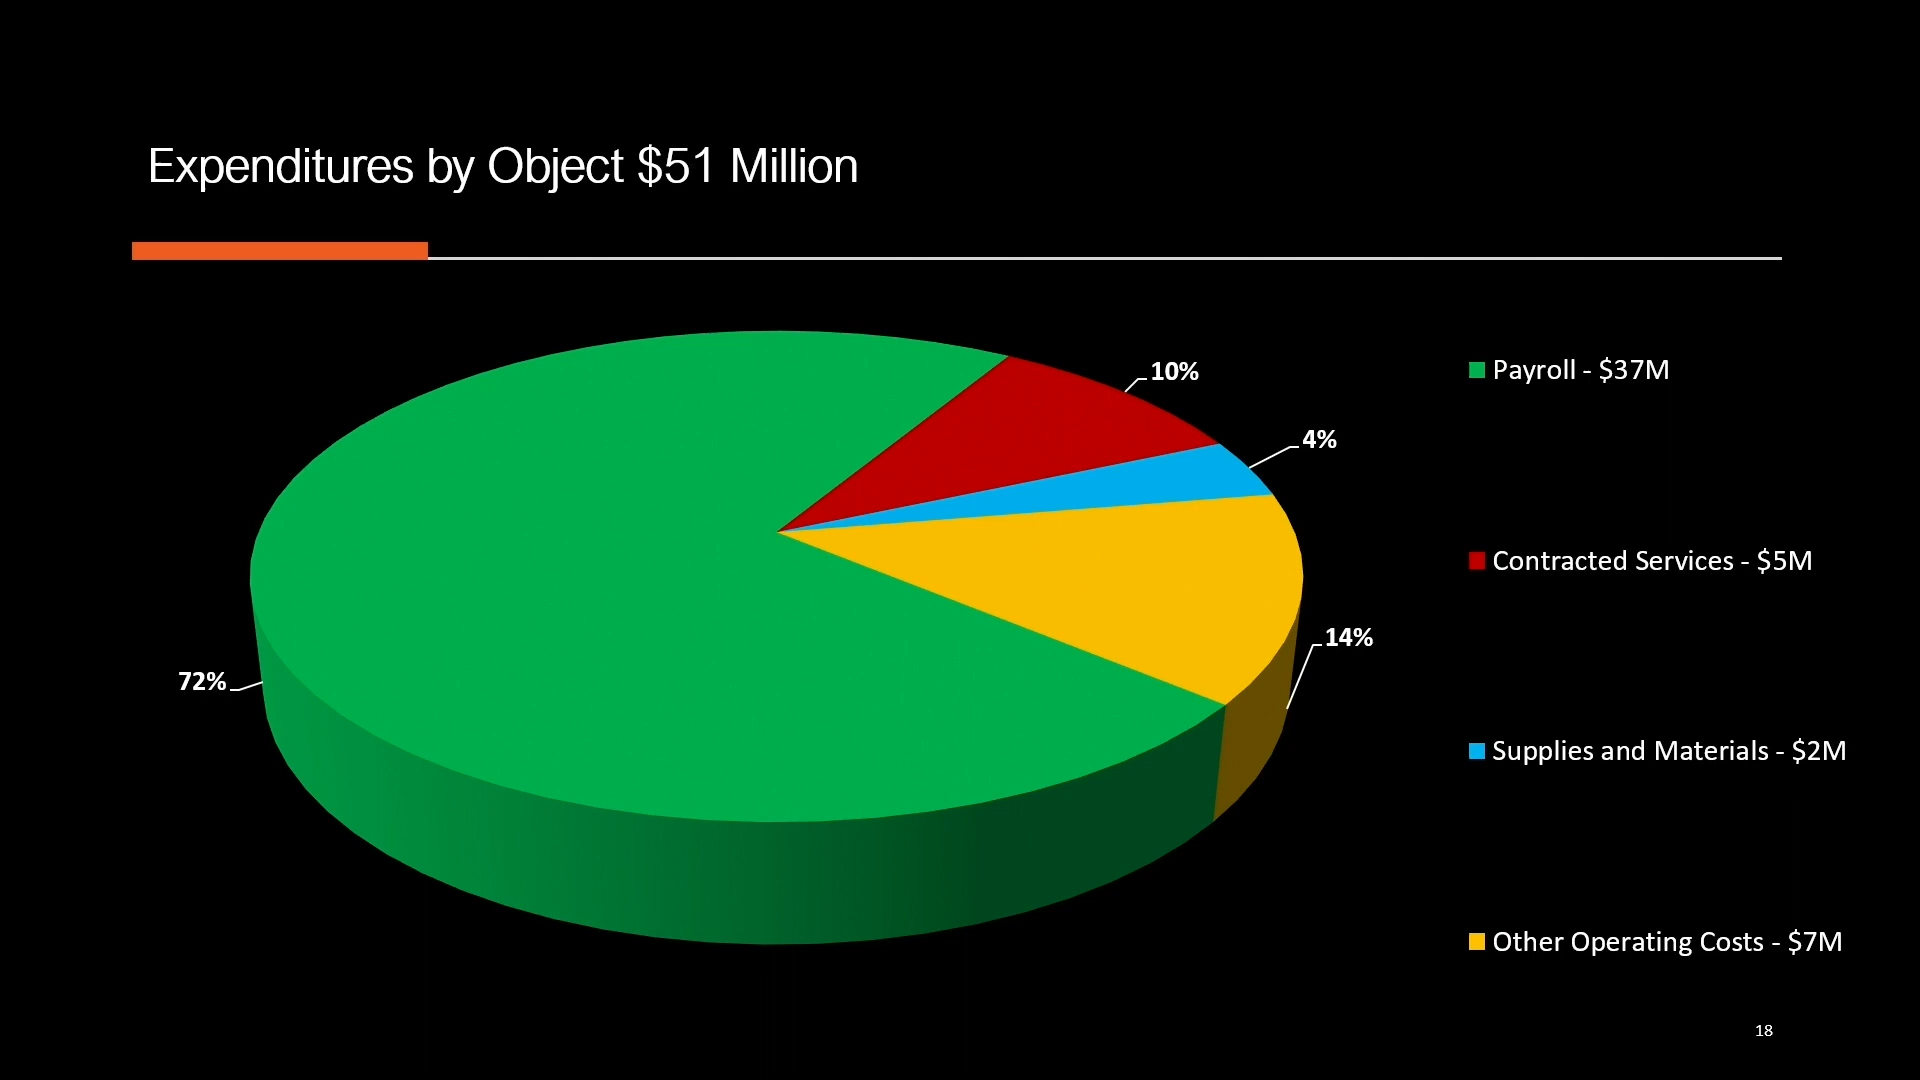 Expenditures by Object $51 Million
10%
4%
14%
72%
Payroll - $37M
Contracted Services - $5M
Supplies and Materials - $2M
Other Operating Costs - $7M
18